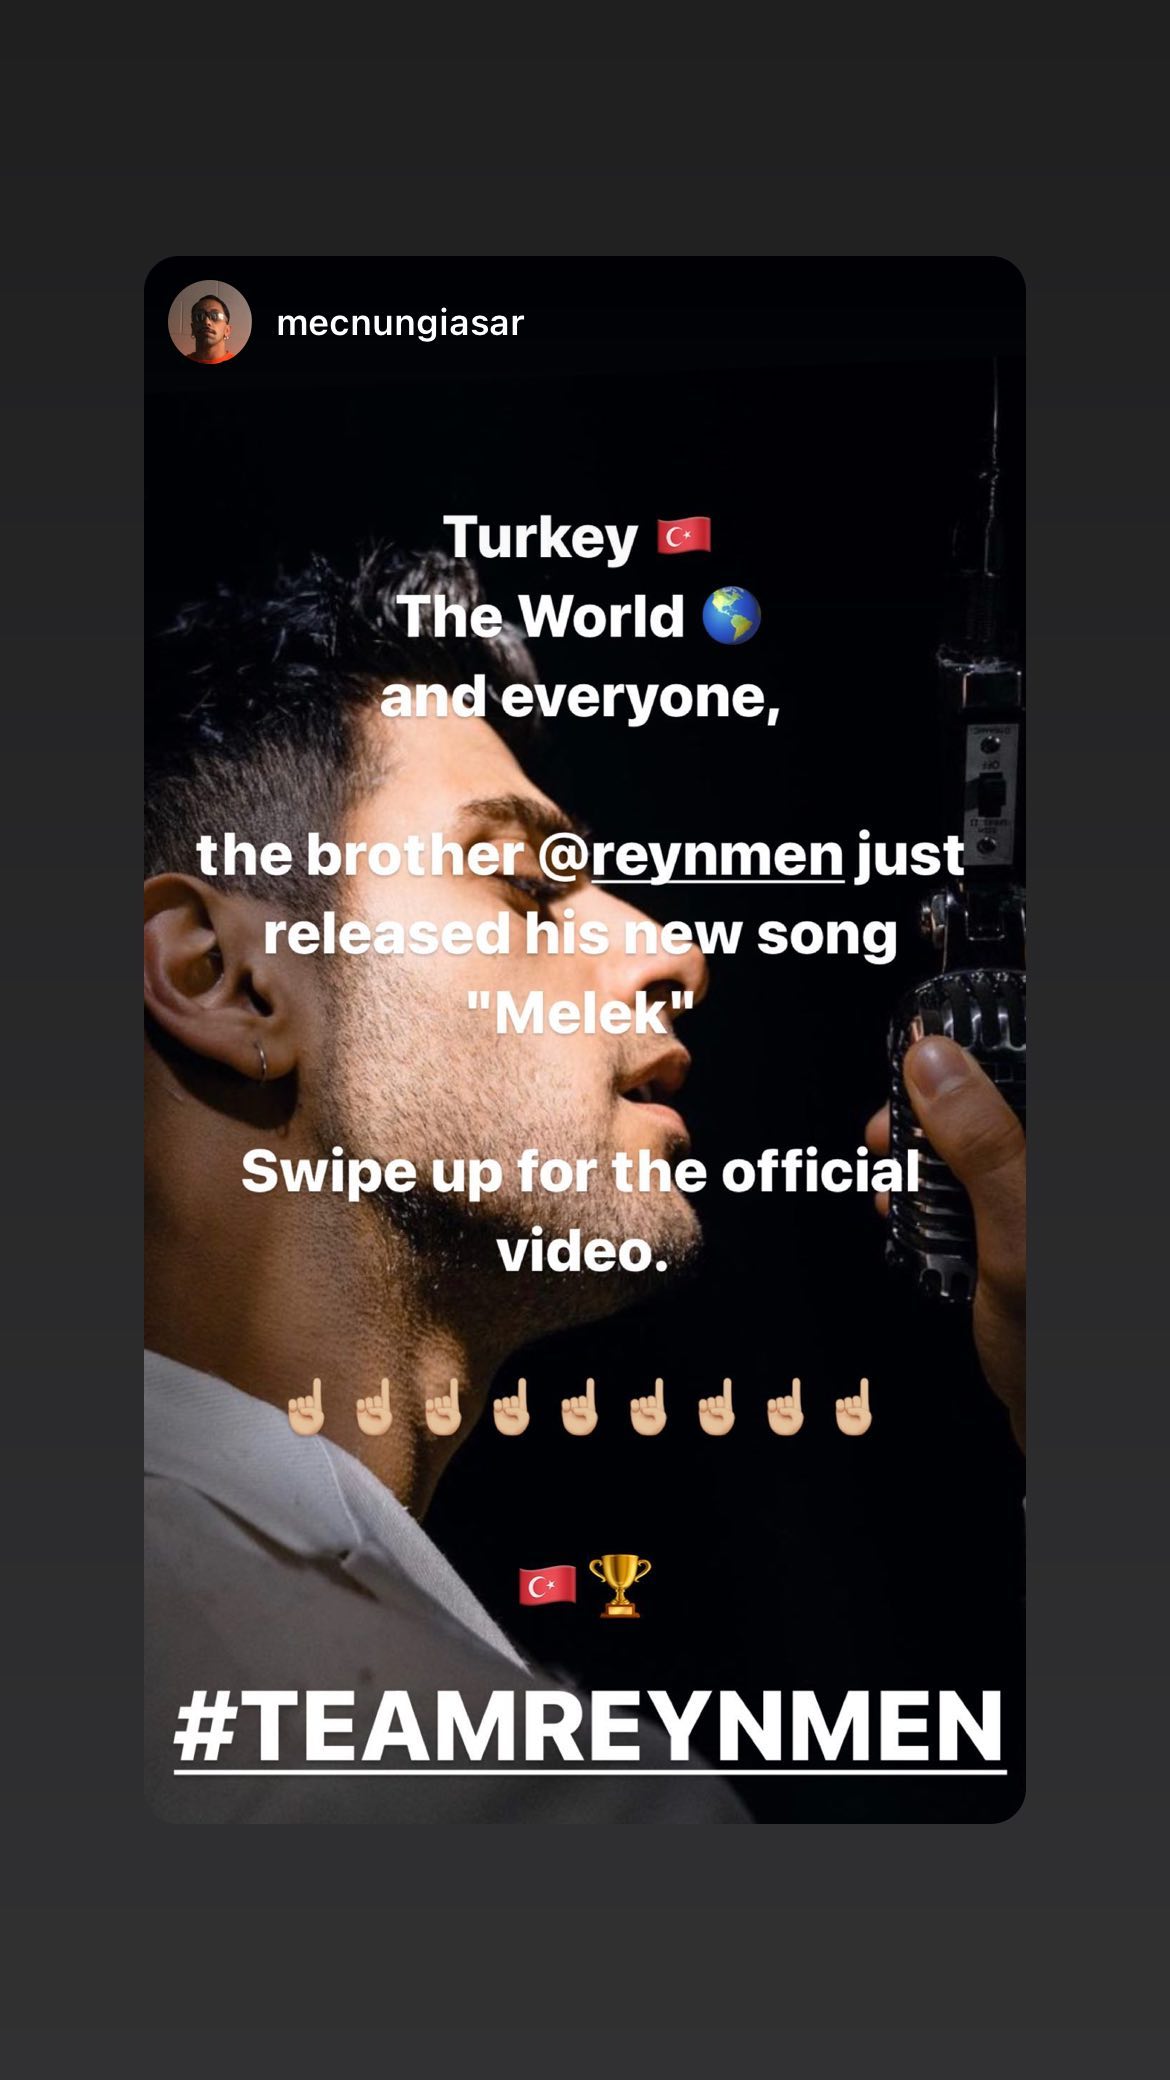 mecnungiasar
Turkey 🇹🇷
The World 🌎
and everyone,
the brother @reynmen just
released his new song
"Melek"
Swipe up for the official
video.
☝🏼☝🏼☝🏼☝🏼☝🏼☝🏼☝🏼☝🏼☝🏼
🇹🇷🏆
#TEAMREYNMEN